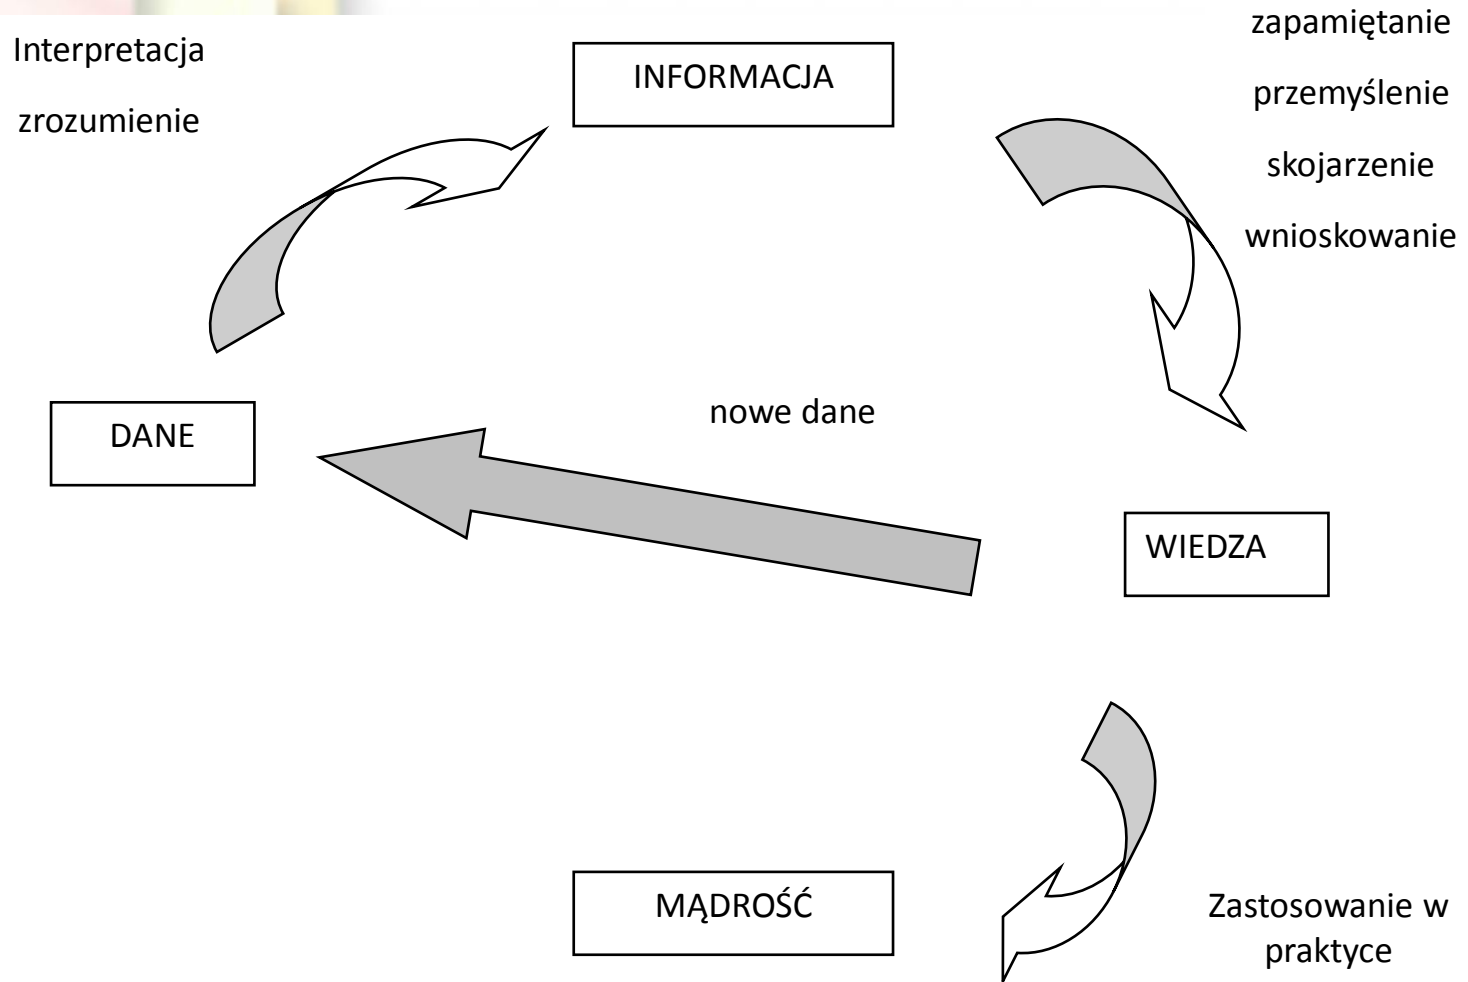 Interpretacja
zrozumienie
INFORMACJA
zapamiętanie
przemyślenie
skojarzenie
wnioskowanie
DANE
nowe dane
WIEDZA
MĄDROŚĆ
Zastosowanie w
praktyce